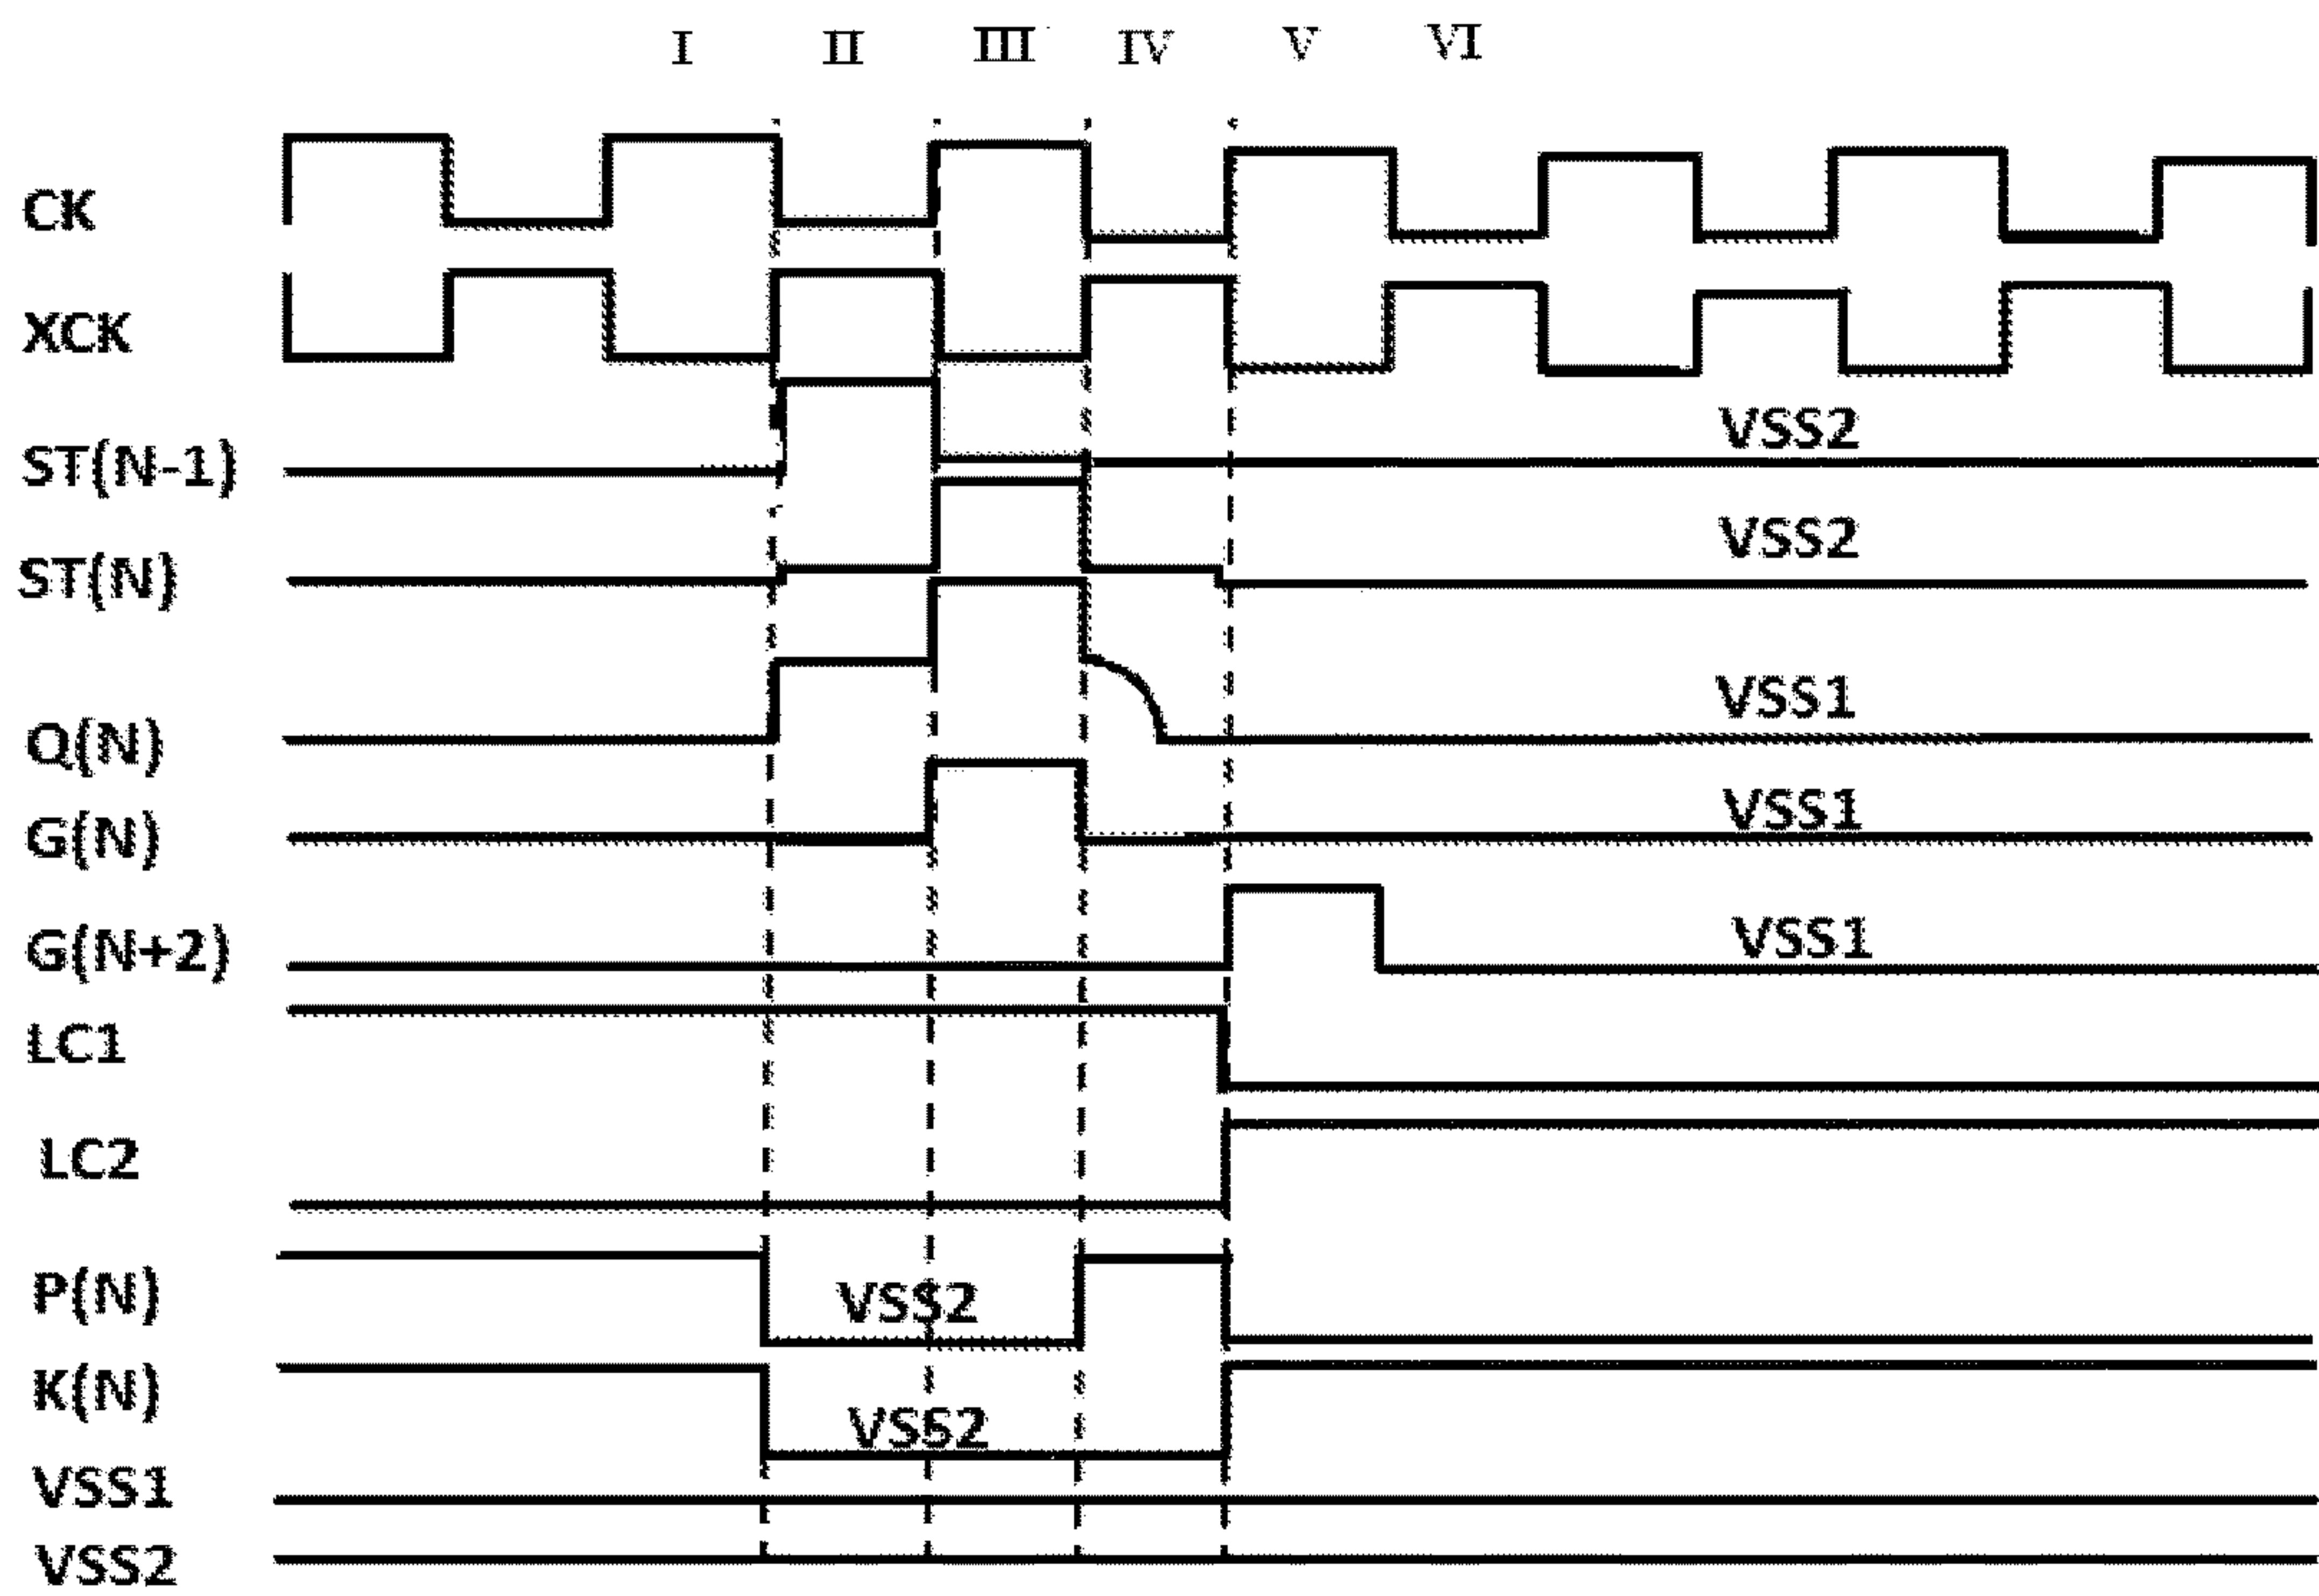 I II III IV V VI
CK
XCK
VSS2
ST(N-1)
VSS2
ST(N)
VSS1
Q(N)
VSS1
G(N)
VSS1
G(N+2)
LC1
LC2
P(N) VSS2
K(N)
VSS2
VSS1
VSS2